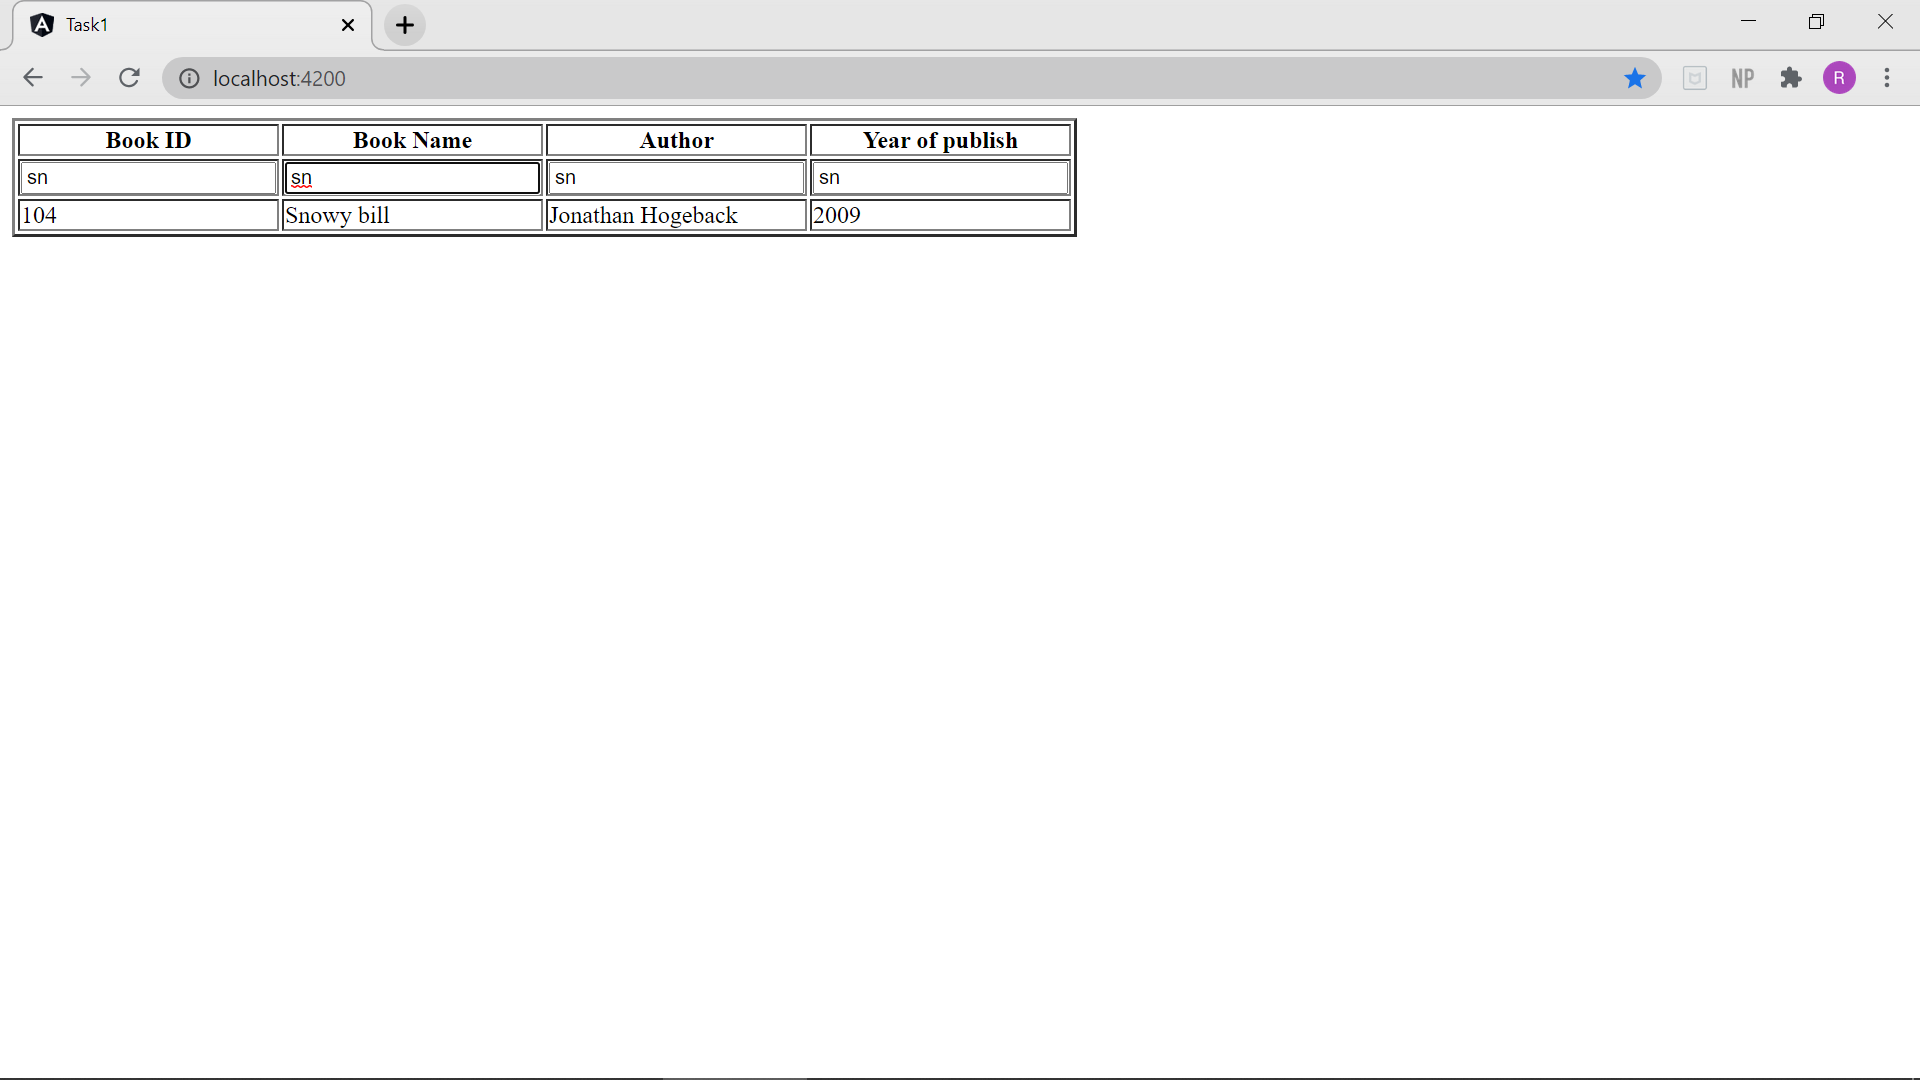 Task1
localhost:4200
NP
R
Book ID Book Name Author Year of publish
sn sn sn sn
104 Snowy bill Jonathan Hogeback 2009